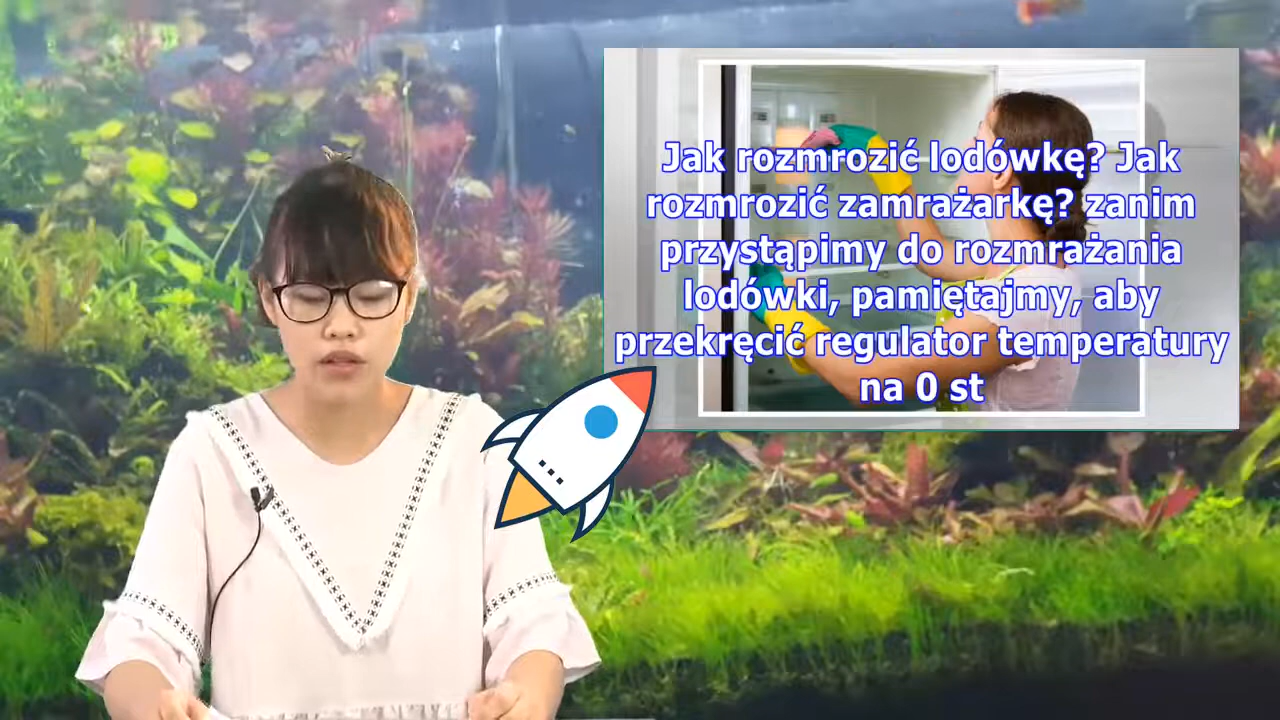 Jak rozmrozić lodówkę? Jak
rozmrozić zamrażarkę? zanim
przystąpimy do rozmrażania
lodówki, pamiętajmy, aby
przekręcić regulator temperatury
na 0 st